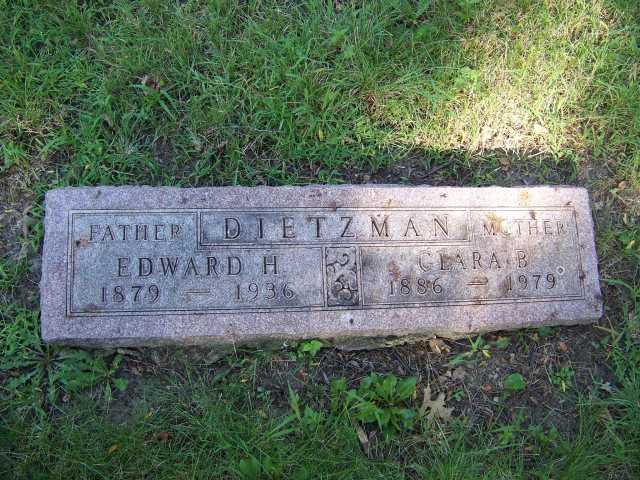 FATHER DIETZMAN MOTHER
EDWARD H CLARA B
1879 — 1936 1886 — 1979